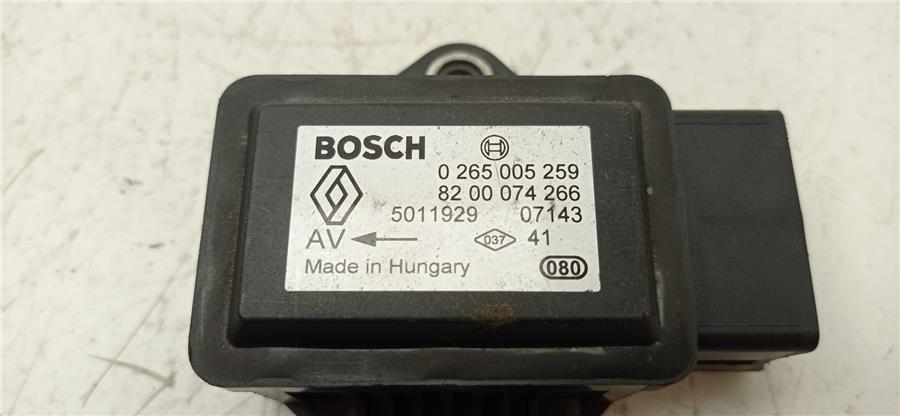 BOSCH
0 265 005 259
82 00 074 266
5011929 07143
AV 037 41
Made in Hungary 080